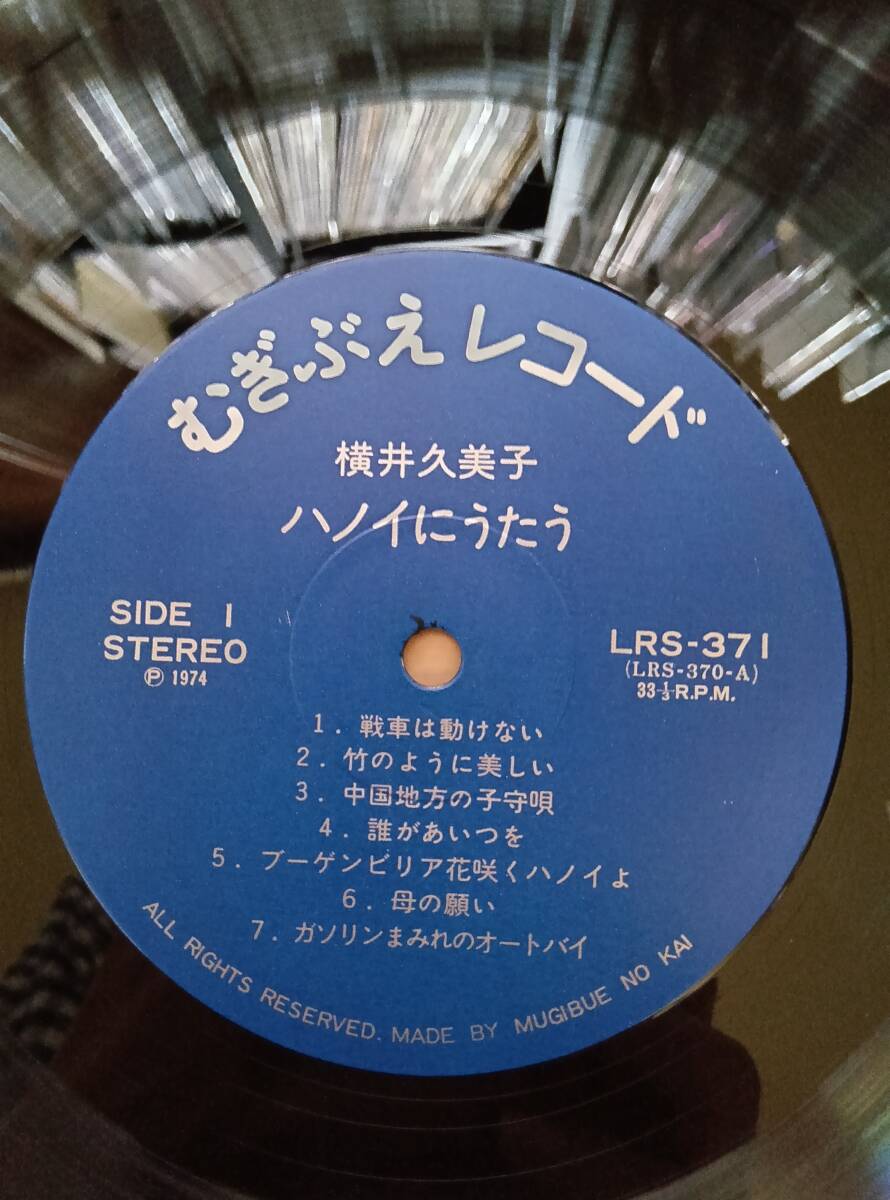 むぎぶえレコード
横井久美子
ハノイにうたう
SIDE 1
STEREO
Ⓟ 1974
LRS-371
(LRS-370-A)
33⅓ R.P.M.
1. 戦車は動けない
2. 竹のように美しい
3. 中国地方の子守唄
4. 誰があいつを
5. ブーゲンビリア花咲くハノイよ
6. 母の願い
7. ガソリンまみれのオートバイ
ALL RIGHTS RESERVED. MADE BY MUGIBUE NO KAI